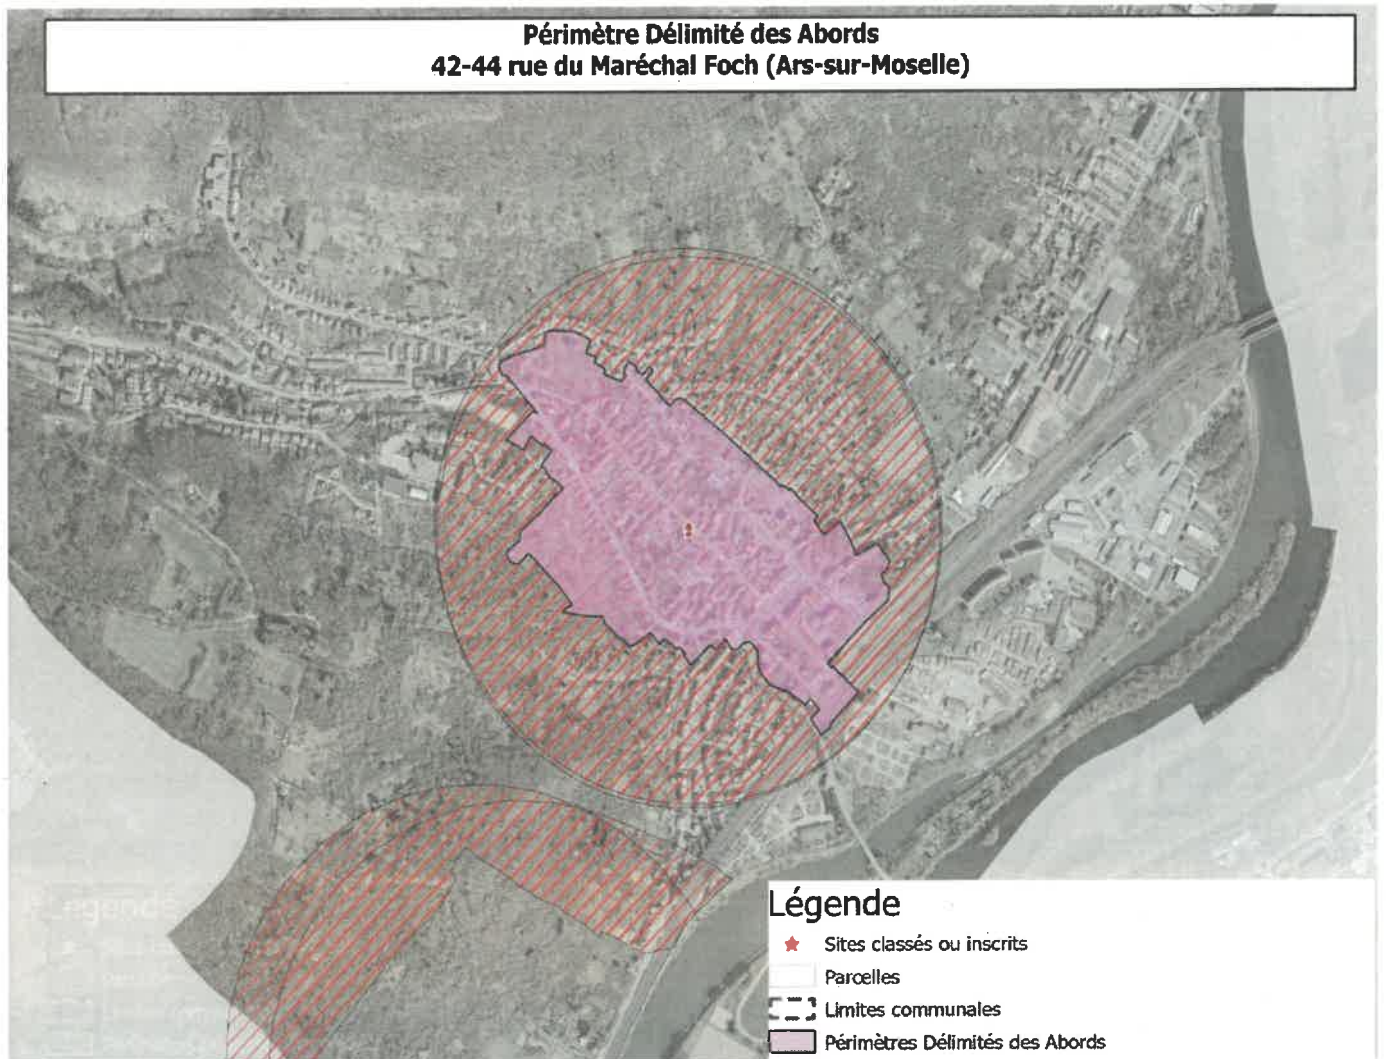 Périmètre Délimité des Abords
42-44 rue du Maréchal Foch (Ars-sur-Moselle)
Légende
Légende
Sites classés ou inscrits
Parcelles
Limites communales
Périmètres Délimités des Abords